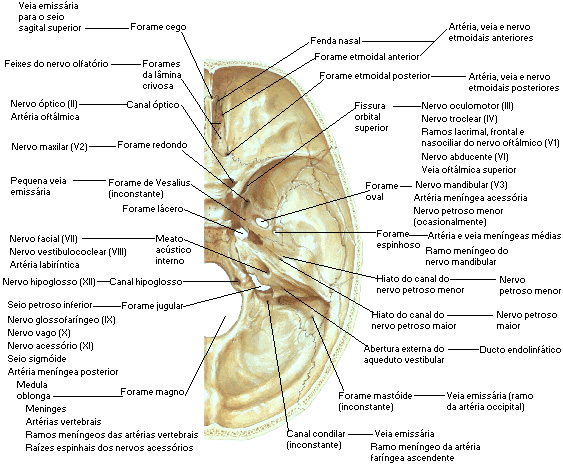 Veia emissária
para o seio
sagital superior
Forame cego
Feixes do nervo olfatório
Forames
da lâmina
crivosa
Nervo óptico (II)
Artéria oftálmica
Canal óptico
Nervo maxilar (V2)
Forame redondo
Pequena veia
emissária
Forame de Vesalius
(inconstante)
Forame lácero
Nervo facial (VII)
Nervo vestibulococlear (VIII)
Artéria labiríntica
Meato
acústico
interno
Nervo hipoglosso (XII)
Canal hipoglosso
Seio petroso inferior
Nervo glossofaríngeo (IX)
Nervo vago (X)
Nervo acessório (XI)
Seio sigmóide
Artéria meníngea posterior
Forame jugular
Medula
oblonga
Meninges
Artérias vertebrais
Ramos meníngeos das artérias vertebrais
Raízes espinhais dos nervos acessórios
Forame magno
Fenda nasal
Forame etmoidal anterior
Artéria, veia e nervo
etmoidais anteriores
Forame etmoidal posterior
Artéria, veia e nervo
etmoidais posteriores
Fissura
orbital
superior
Nervo oculomotor (III)
Nervo troclear (IV)
Ramos lacrimal, frontal e
nasociliar do nervo oftálmico (V1)
Nervo abducente (VI)
Veia oftálmica superior
Forame
oval
Nervo mandibular (V3)
Artéria meníngea acessória
Nervo petroso menor
(ocasionalmente)
Forame
espinhoso
Artéria e veia meníngeas médias
Ramo meníngeo do
nervo mandibular
Hiato do canal do
nervo petroso menor
Nervo
petroso menor
Hiato do canal do
nervo petroso maior
Nervo petroso
maior
Abertura externa do
aqueduto vestibular
Ducto endolinfático
Forame mastóide
(inconstante)
Veia emissária (ramo
da artéria occipital)
Canal condilar
(inconstante)
Veia emissária
Ramo meníngeo da artéria
faríngea ascendente